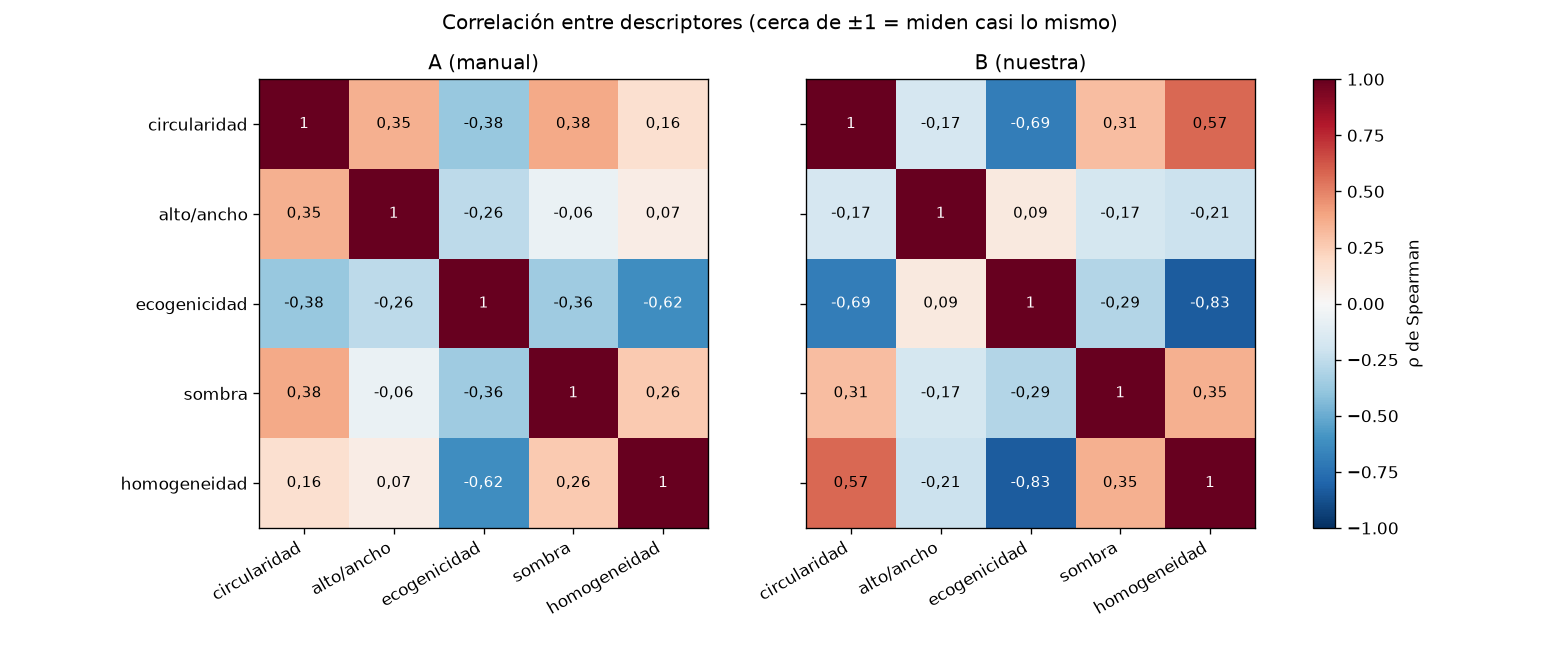 Correlación entre descriptores (cerca de ±1 = miden casi lo mismo)
A (manual)
B (nuestra)
circularidad 1 0,35 -0,38 0,38 0,16
alto/ancho 0,35 1 -0,26 -0,06 0,07
ecogenicidad -0,38 -0,26 1 -0,36 -0,62
sombra 0,38 -0,06 -0,36 1 0,26
homogeneidad 0,16 0,07 -0,62 0,26 1
circularidad alto/ancho ecogenicidad sombra homogeneidad
1 -0,17 -0,69 0,31 0,57
-0,17 1 0,09 -0,17 -0,21
-0,69 0,09 1 -0,29 -0,83
0,31 -0,17 -0,29 1 0,35
0,57 -0,21 -0,83 0,35 1
circularidad alto/ancho ecogenicidad sombra homogeneidad
1.00
0.75
0.50
0.25
0.00
−0.25
−0.50
−0.75
−1.00
ρ de Spearman